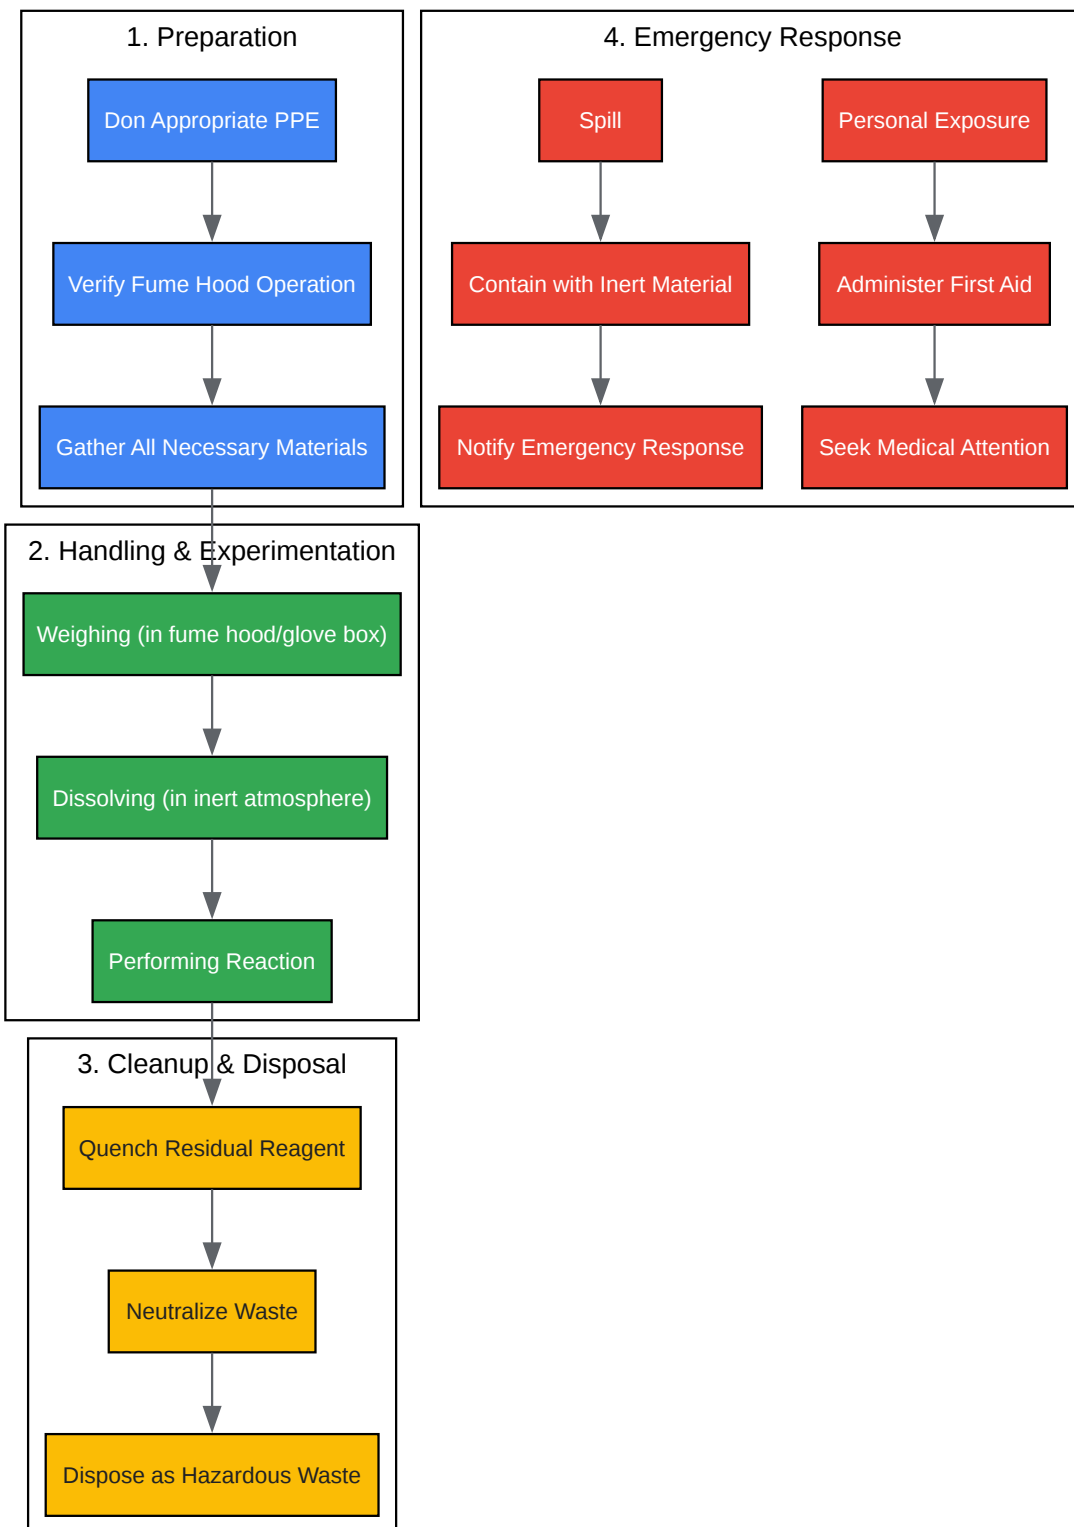 1. Preparation
Don Appropriate PPE
Verify Fume Hood Operation
Gather All Necessary Materials
4. Emergency Response
Spill
Contain with Inert Material
Notify Emergency Response
Personal Exposure
Administer First Aid
Seek Medical Attention
2. Handling & Experimentation
Weighing (in fume hood/glove box)
Dissolving (in inert atmosphere)
Performing Reaction
3. Cleanup & Disposal
Quench Residual Reagent
Neutralize Waste
Dispose as Hazardous Waste